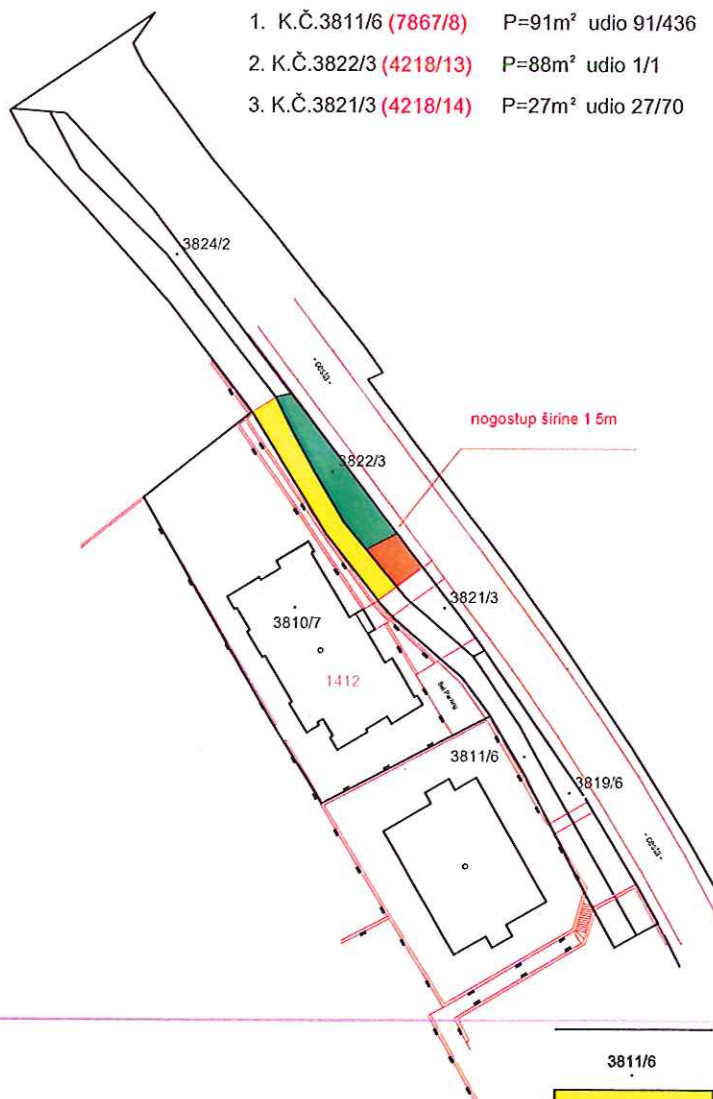 1. K.Č.3811/6 (7867/8) P=91m² udio 91/436
2. K.Č.3822/3 (4218/13) P=88m² udio 1/1
3. K.Č.3821/3 (4218/14) P=27m² udio 27/70
3824/2
- cesta -
nogostup širine 1 5m
3822/3
3821/3
3810/7
1412
3811/6
3819/6
- cesta -
3811/6